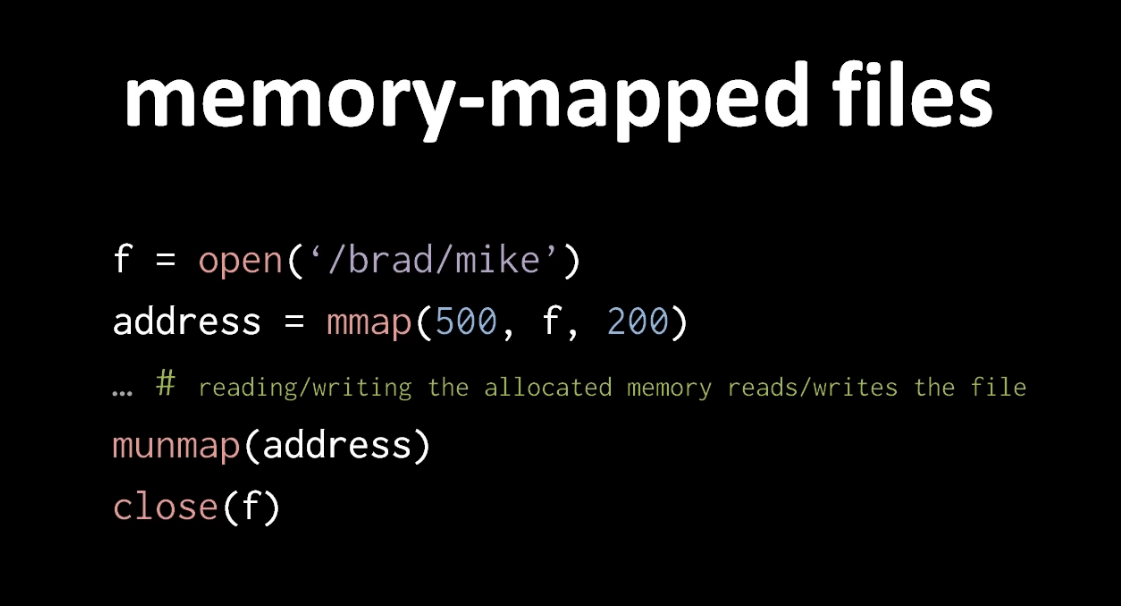 memory-mapped files
f = open(‘/brad/mike’)
address = mmap(500, f, 200)
… # reading/writing the allocated memory reads/writes the file
munmap(address)
close(f)